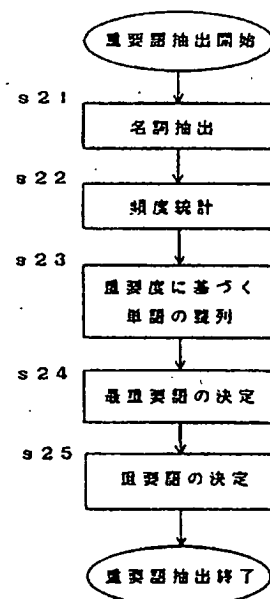 重要語抽出開始
s21
名詞抽出
s22
頻度統計
s23
重要度に基づく
単語の整列
s24
最重要語の決定
s25
重要語の決定
重要語抽出終了